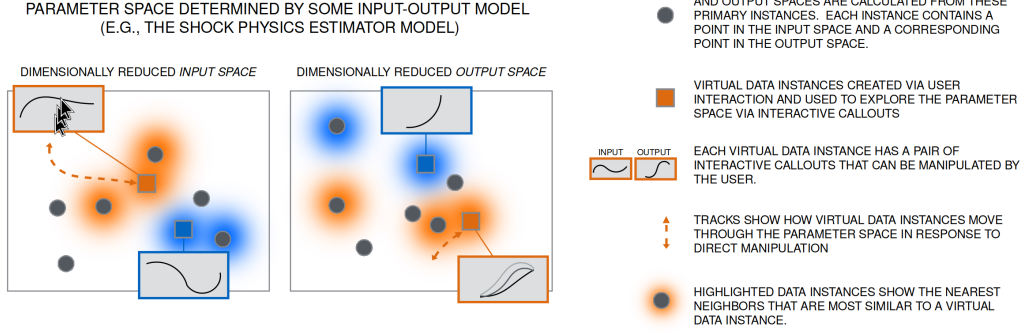 PARAMETER SPACE DETERMINED BY SOME INPUT-OUTPUT MODEL
(E.G., THE SHOCK PHYSICS ESTIMATOR MODEL)
DIMENSIONALLY REDUCED INPUT SPACE
DIMENSIONALLY REDUCED OUTPUT SPACE
AND OUTPUT SPACES ARE CALCULATED FROM THESE
PRIMARY INSTANCES. EACH INSTANCE CONTAINS A
POINT IN THE INPUT SPACE AND A CORRESPONDING
POINT IN THE OUTPUT SPACE.
VIRTUAL DATA INSTANCES CREATED VIA USER
INTERACTION AND USED TO EXPLORE THE PARAMETER
SPACE VIA INTERACTIVE CALLOUTS
INPUT OUTPUT
EACH VIRTUAL DATA INSTANCE HAS A PAIR OF
INTERACTIVE CALLOUTS THAT CAN BE MANIPULATED BY
THE USER.
TRACKS SHOW HOW VIRTUAL DATA INSTANCES MOVE
THROUGH THE PARAMETER SPACE IN RESPONSE TO
DIRECT MANIPULATION
HIGHLIGHTED DATA INSTANCES SHOW THE NEAREST
NEIGHBORS THAT ARE MOST SIMILAR TO A VIRTUAL
DATA INSTANCE.